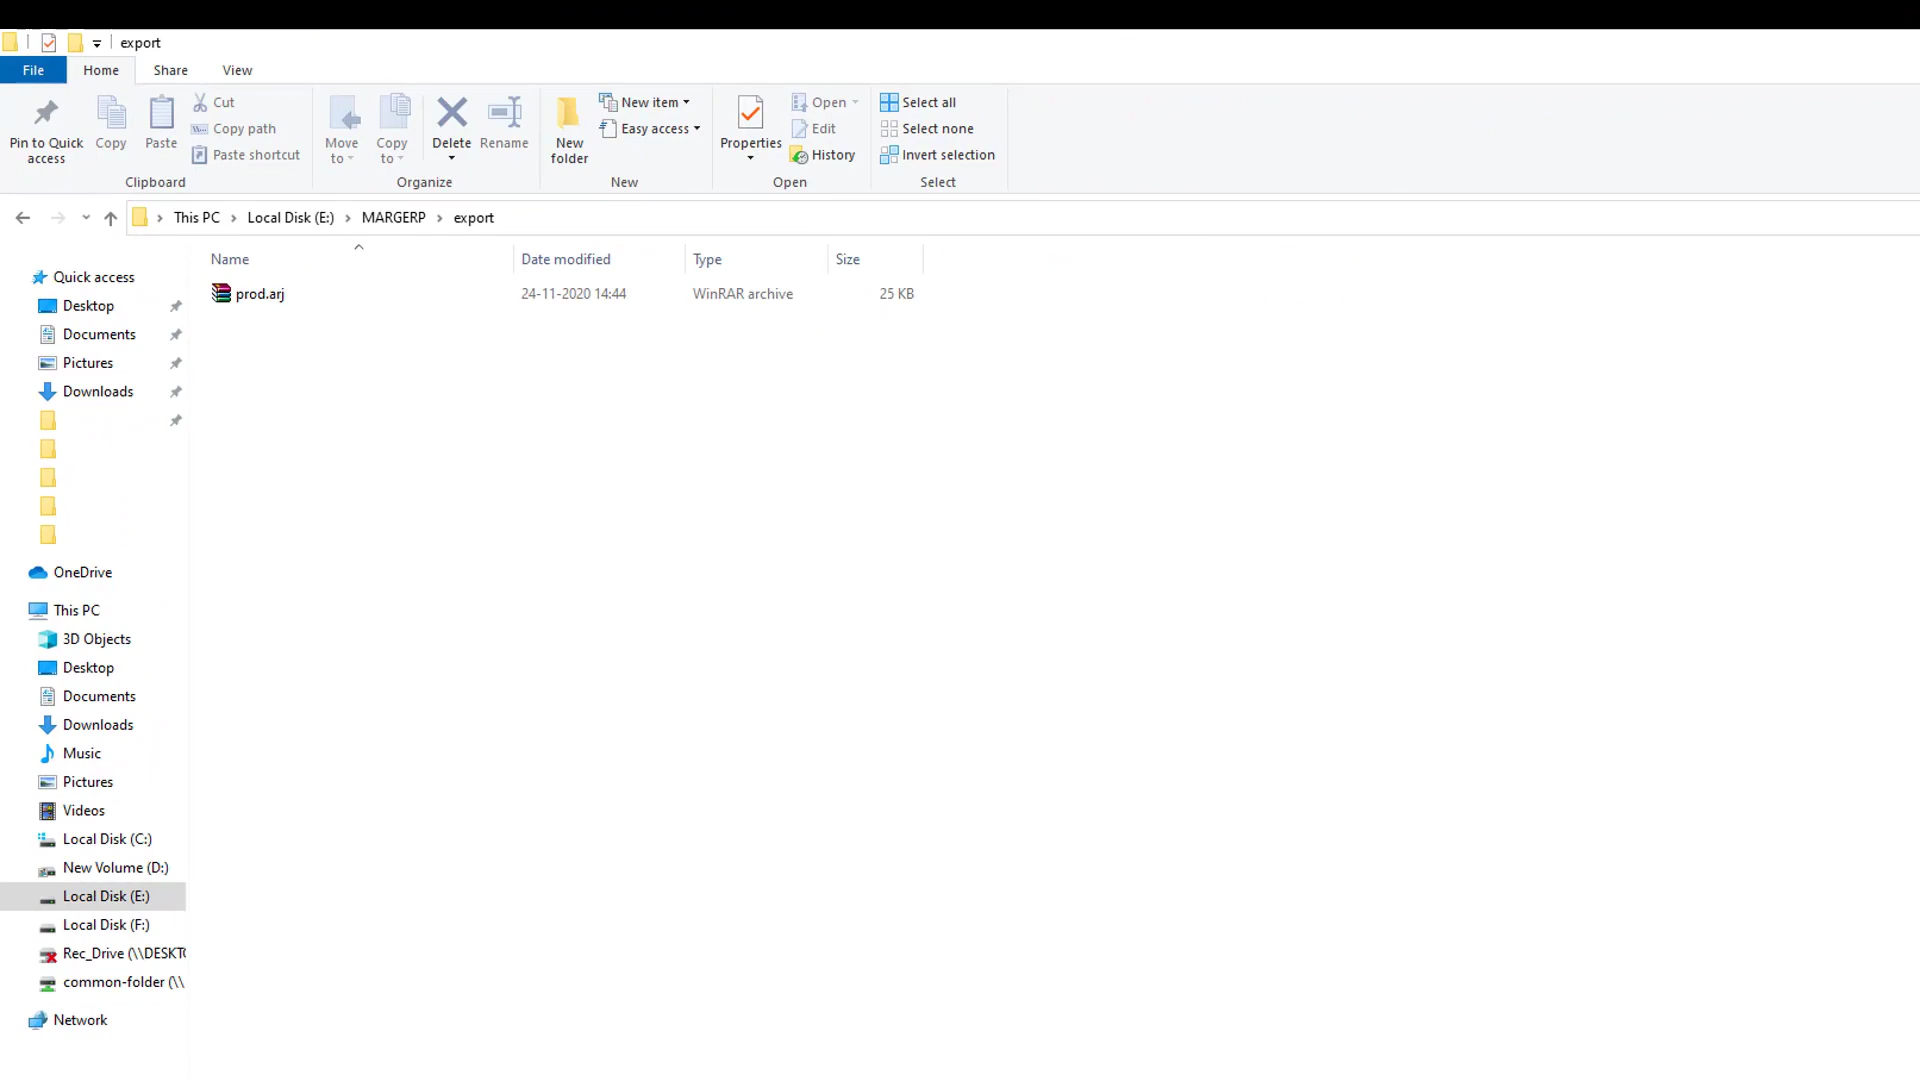 export
File Home Share View
Pin to Quick access
Copy
Paste
Cut
Copy path
Paste shortcut
Clipboard
Move to
Copy to
Delete
Rename
Organize
New folder
New item
Easy access
New
Properties
Open
Edit
History
Open
Select all
Select none
Invert selection
Select
This PC > Local Disk (E:) > MARGERP > export
Name Date modified Type Size
prod.arj 24-11-2020 14:44 WinRAR archive 25 KB
Quick access
Desktop
Documents
Pictures
Downloads
OneDrive
This PC
3D Objects
Desktop
Documents
Downloads
Music
Pictures
Videos
Local Disk (C:)
New Volume (D:)
Local Disk (E:)
Local Disk (F:)
Rec_Drive (\\DESKTO
common-folder (\\
Network